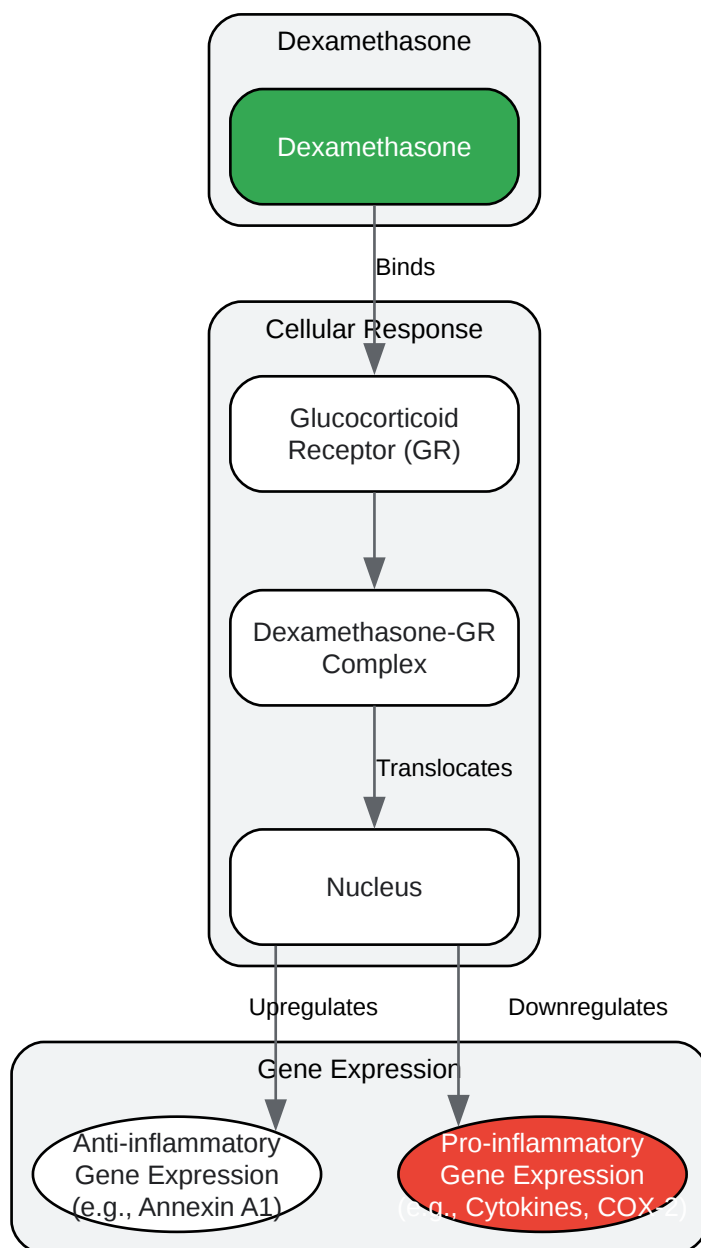 Dexamethasone
Dexamethasone
Binds
Cellular Response
Glucocorticoid
Receptor (GR)
Dexamethasone-GR
Complex
Translocates
Nucleus
Upregulates
Downregulates
Gene Expression
Anti-inflammatory
Gene Expression
(e.g., Annexin A1)
Pro-inflammatory
Gene Expression
(e.g., Cytokines, COX-2)